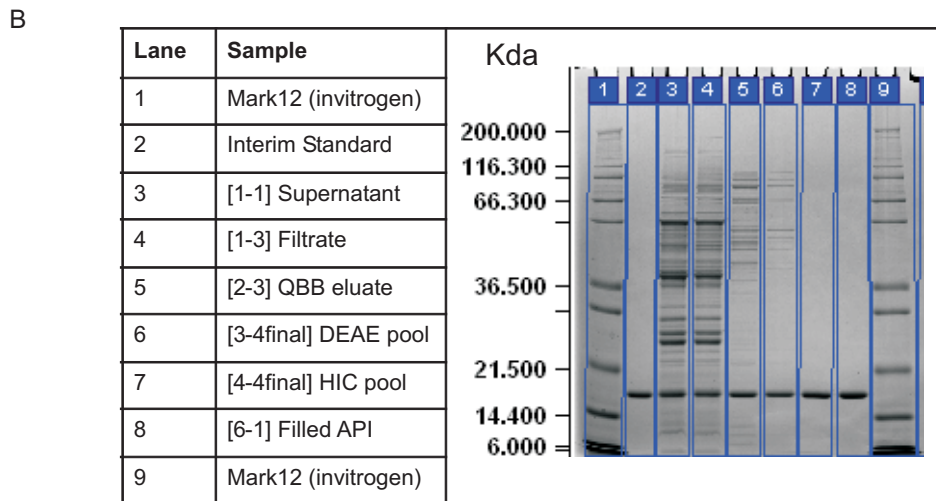 B
Lane Sample
1 Mark12 (invitrogen)
2 Interim Standard
3 [1-1] Supernatant
4 [1-3] Filtrate
5 [2-3] QBB eluate
6 [3-4final] DEAE pool
7 [4-4final] HIC pool
8 [6-1] Filled API
9 Mark12 (invitrogen)
Kda
1 2 3 4 5 6 7 8 9
200.000
116.300
66.300
36.500
21.500
14.400
6.000